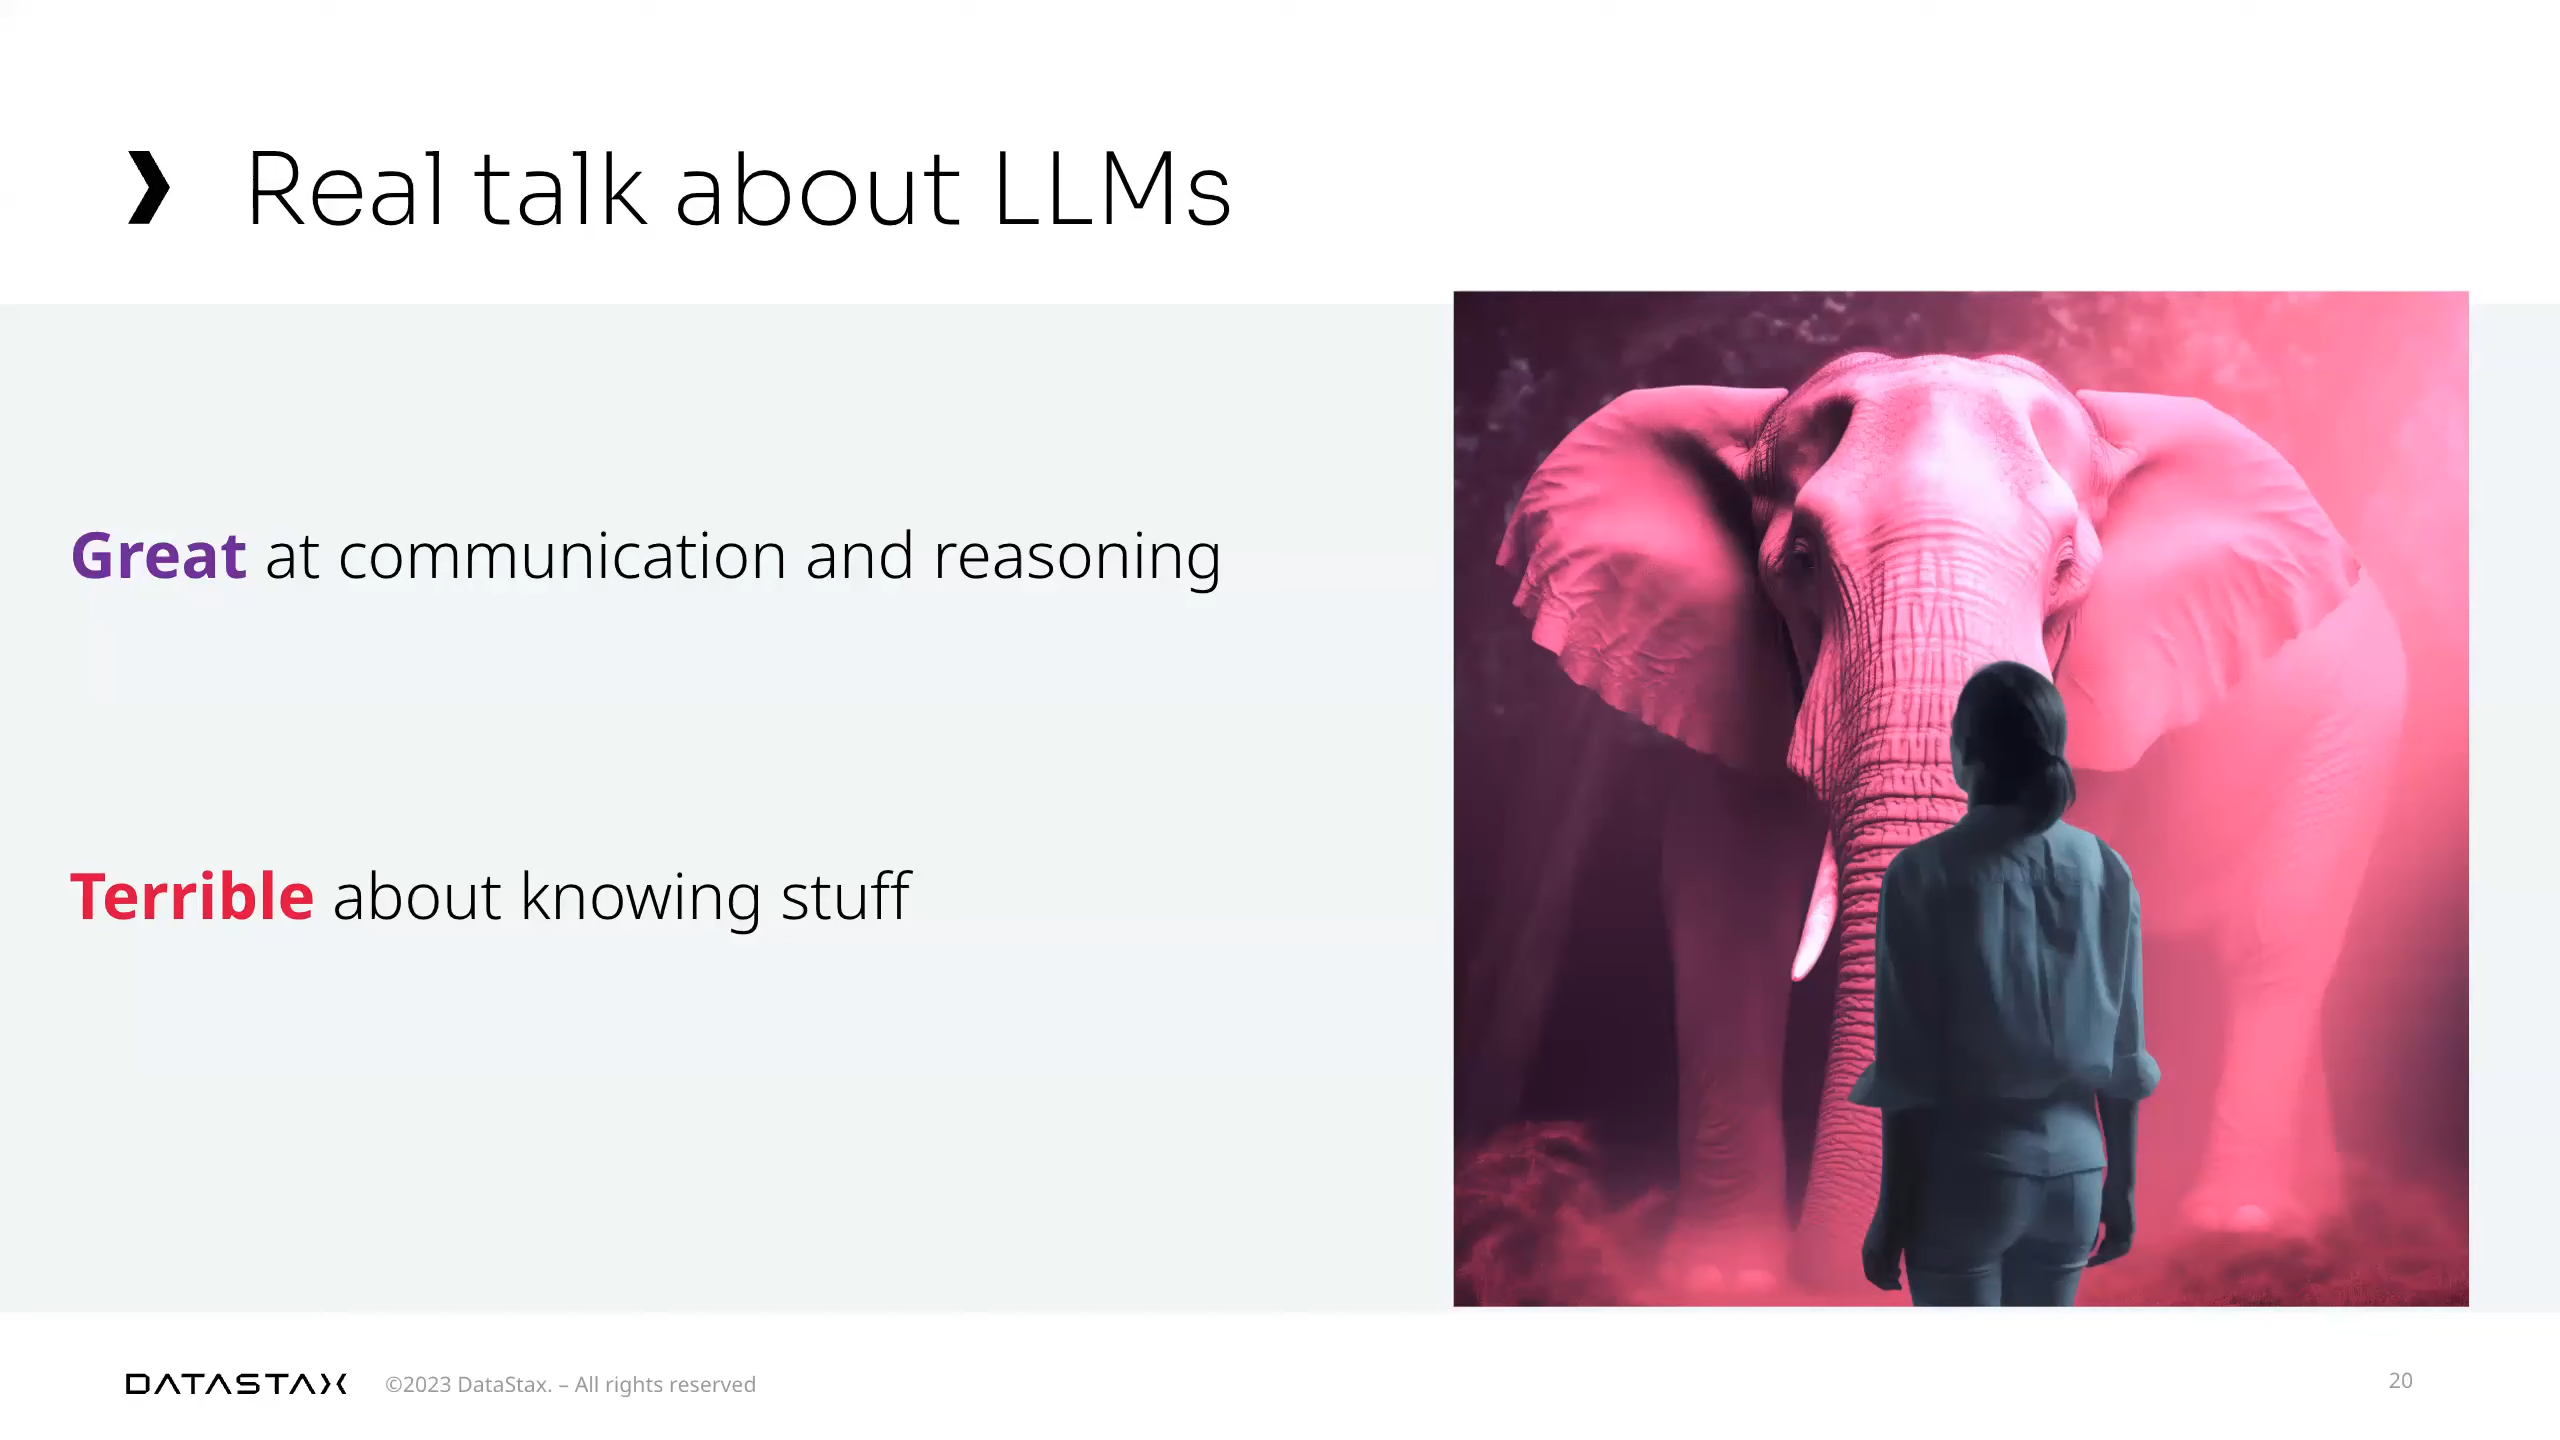 Real talk about LLMs
Great at communication and reasoning
Terrible about knowing stuff
DATASTAX ©2023 DataStax. – All rights reserved
20